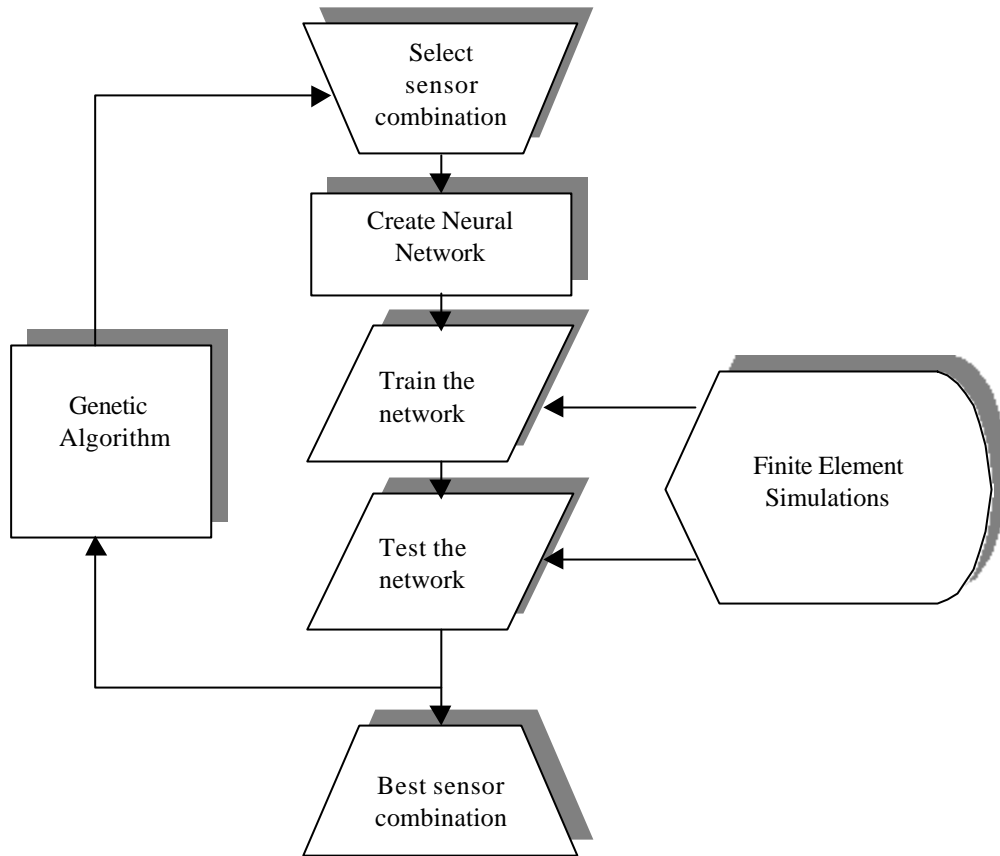 Select
sensor
combination
Create Neural
Network
Train the
network
Genetic
Algorithm
Finite Element
Simulations
Test the
network
Best sensor
combination